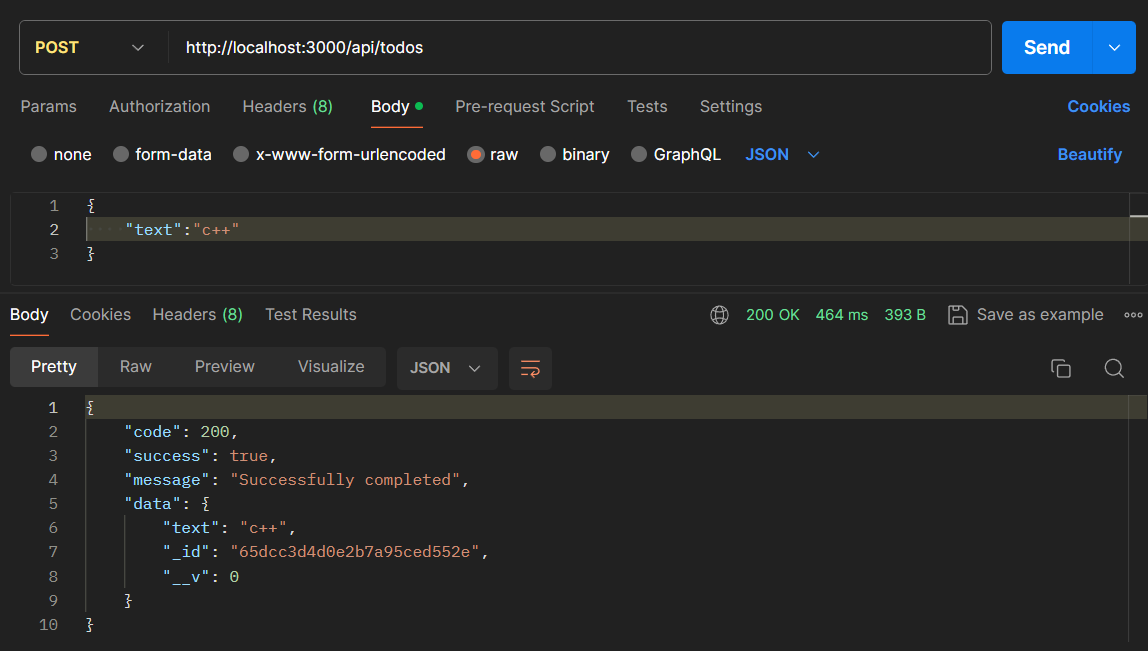 POST http://localhost:3000/api/todos Send
Params Authorization Headers (8) Body Pre-request Script Tests Settings Cookies
none form-data x-www-form-urlencoded raw binary GraphQL JSON Beautify
1 {
2 "text":"c++"
3 }
Body Cookies Headers (8) Test Results 200 OK 464 ms 393 B Save as example
Pretty Raw Preview Visualize JSON
1 {
2 "code": 200,
3 "success": true,
4 "message": "Successfully completed",
5 "data": {
6 "text": "c++",
7 "_id": "65dcc3d4d0e2b7a95ced552e",
8 "__v": 0
9 }
10 }